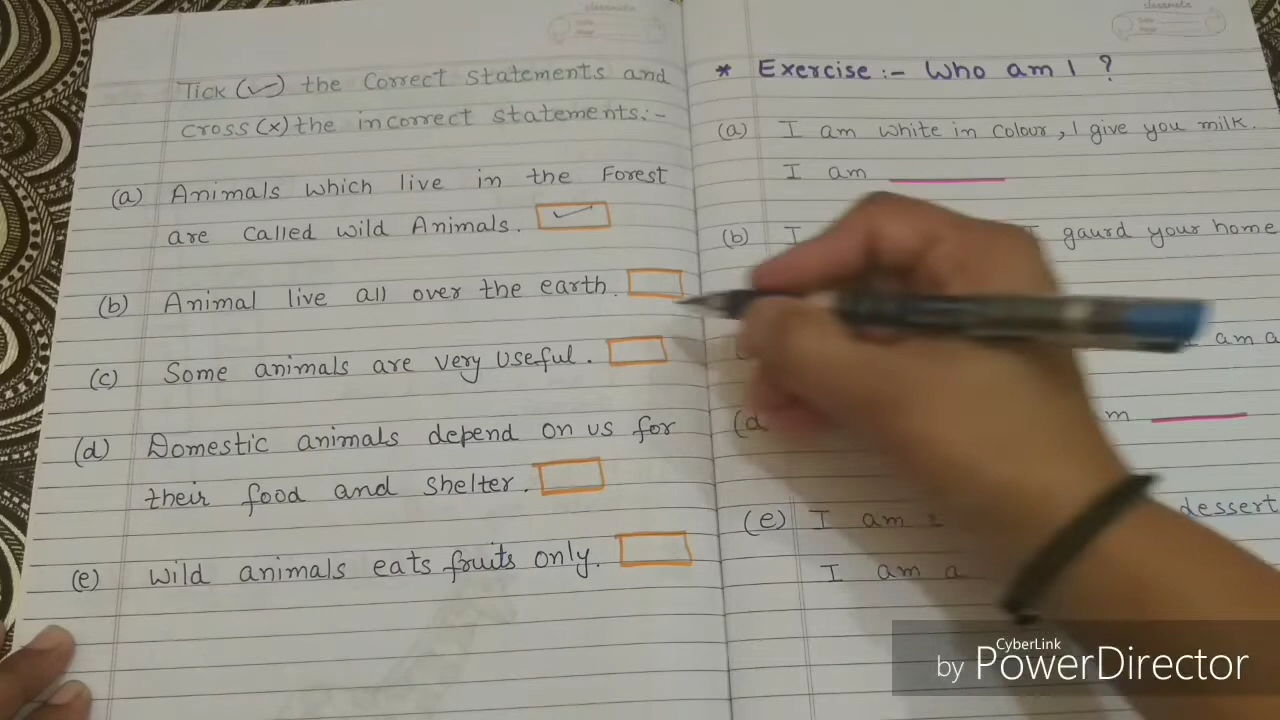 classmate
Tick (✓) the Correct statements and
cross (x) the incorrect statements:-
(a) Animals which live in the Forest
are called wild Animals. ✓
(b) Animal live all over the earth.
(c) Some animals are very useful.
(d) Domestic animals depend on us for
their food and shelter.
(e) Wild animals eats fruits only.
classmate
* Exercise:- Who am I ?
(a) I am white in colour, I give you milk.
I am
(b) I gaurd your home
am a
(d m
(e) I am dessert
I am a
CyberLink
by PowerDirector